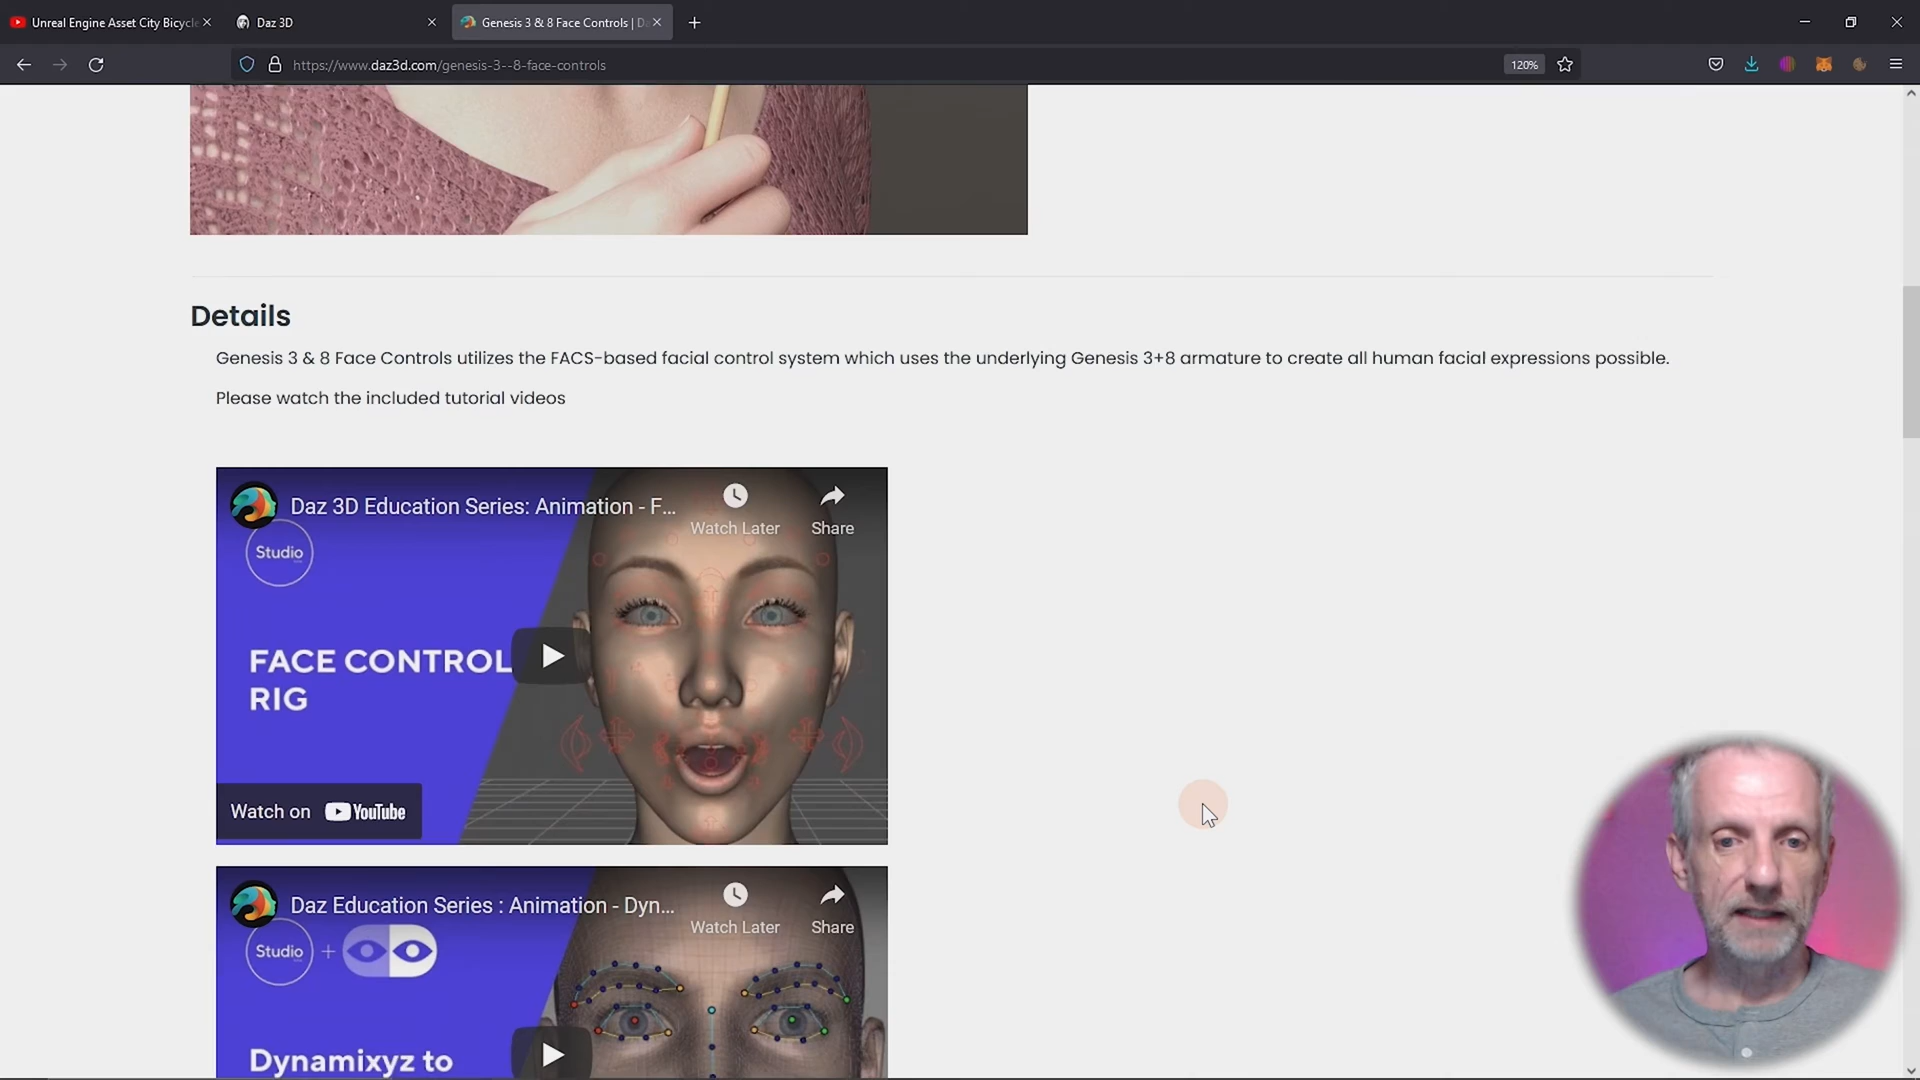 Unreal Engine Asset City Bicycl
Daz 3D
Genesis 3 & 8 Face Controls | Da
https://www.daz3d.com/genesis-3--8-face-controls
120%
Details
Genesis 3 & 8 Face Controls utilizes the FACS-based facial control system which uses the underlying Genesis 3+8 armature to create all human facial expressions possible.
Please watch the included tutorial videos
Daz 3D Education Series: Animation - F...
Watch Later
Share
Studio
FACE CONTROL
RIG
Watch on YouTube
Daz Education Series : Animation - Dyn...
Watch Later
Share
Studio +
Dynamixyz to